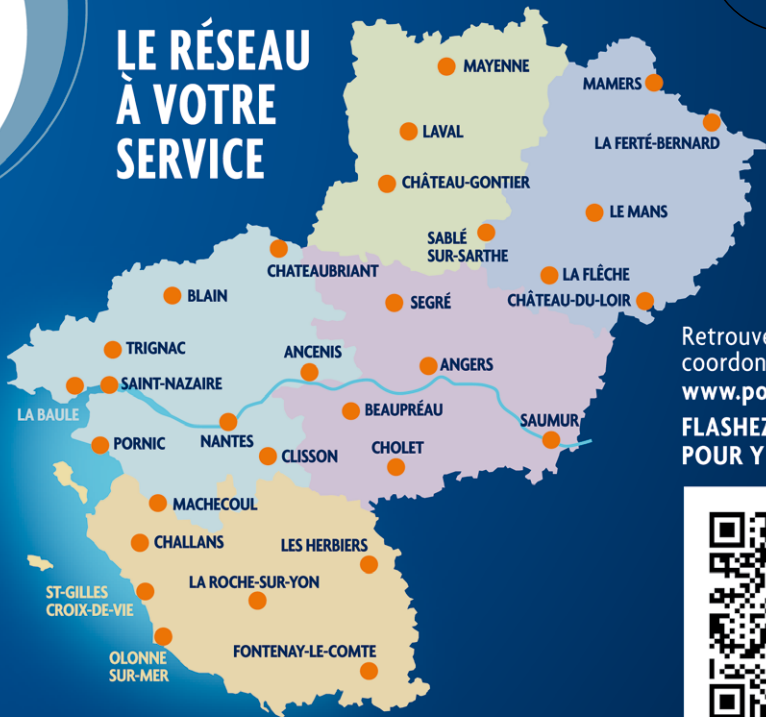 LE RÉSEAU
À VOTRE
SERVICE
MAYENNE
MAMERS
LAVAL
LA FERTÉ-BERNARD
CHÂTEAU-GONTIER
LE MANS
SABLÉ
SUR-SARTHE
CHATEAUBRIANT
LA FLÊCHE
BLAIN
SEGRÉ
CHÂTEAU-DU-LOIR
TRIGNAC
ANCENIS
ANGERS
SAINT-NAZAIRE
LA BAULE
BEAUPRÉAU
SAUMUR
PORNIC
NANTES
CLISSON
CHOLET
MACHECOUL
CHALLANS
LES HERBIERS
LA ROCHE-SUR-YON
ST-GILLES
CROIX-DE-VIE
OLONNE
SUR-MER
FONTENAY-LE-COMTE
Retrouve
coordon
www.po
FLASHEZ
POUR Y